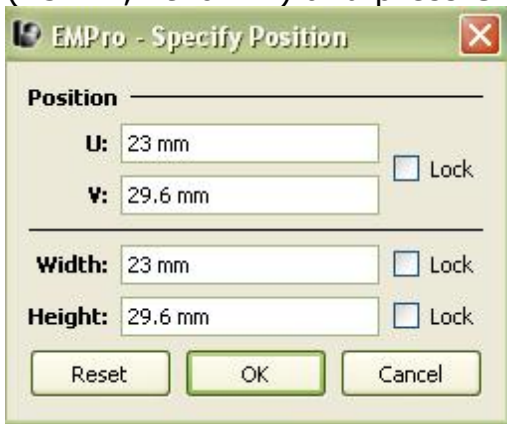 EMPro - Specify Position
Position
U: 23 mm
Lock
V: 29.6 mm
Width: 23 mm Lock
Height: 29.6 mm Lock
Reset OK Cancel